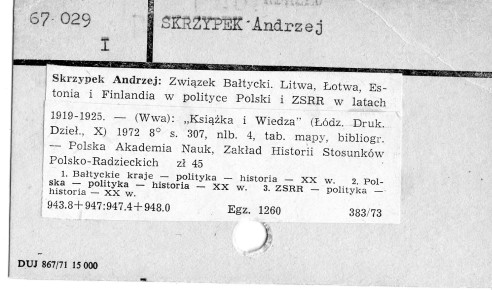 67-029
I
SKRZYPEK Andrzej
Skrzypek Andrzej: Związek Bałtycki. Litwa, Łotwa, Es-
tonia i Finlandia w polityce Polski i ZSRR w latach
1919-1925. — (Wwa): „Książka i Wiedza” (Łódz. Druk.
Dzieł., X) 1972 8° s. 307, nlb. 4, tab. mapy, bibliogr.
— Polska Akademia Nauk, Zakład Historii Stosunków
Polsko-Radzieckich zł 45
1. Bałtyckie kraje — polityka — historia — XX w. 2. Pol-
ska — polityka — historia — XX w. 3. ZSRR — polityka —
historia — XX w.
943.8+947:947.4+948.0 Egz. 1260 383/73
DUJ 867/71 15 000